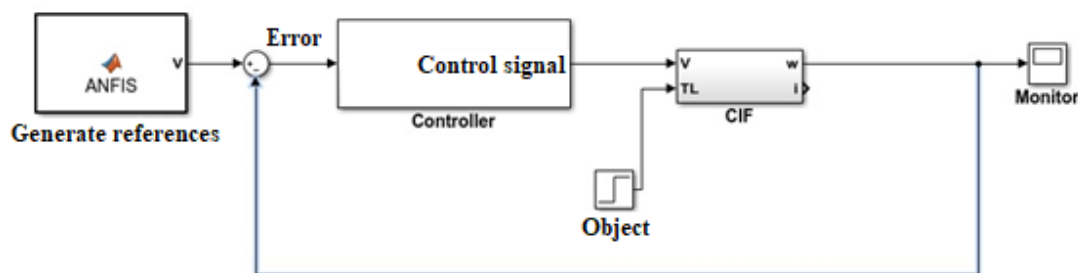 ANFIS
V
Generate references
+
-
Error
Control signal
Controller
V
TL
w
i
CIF
Object
Monitor